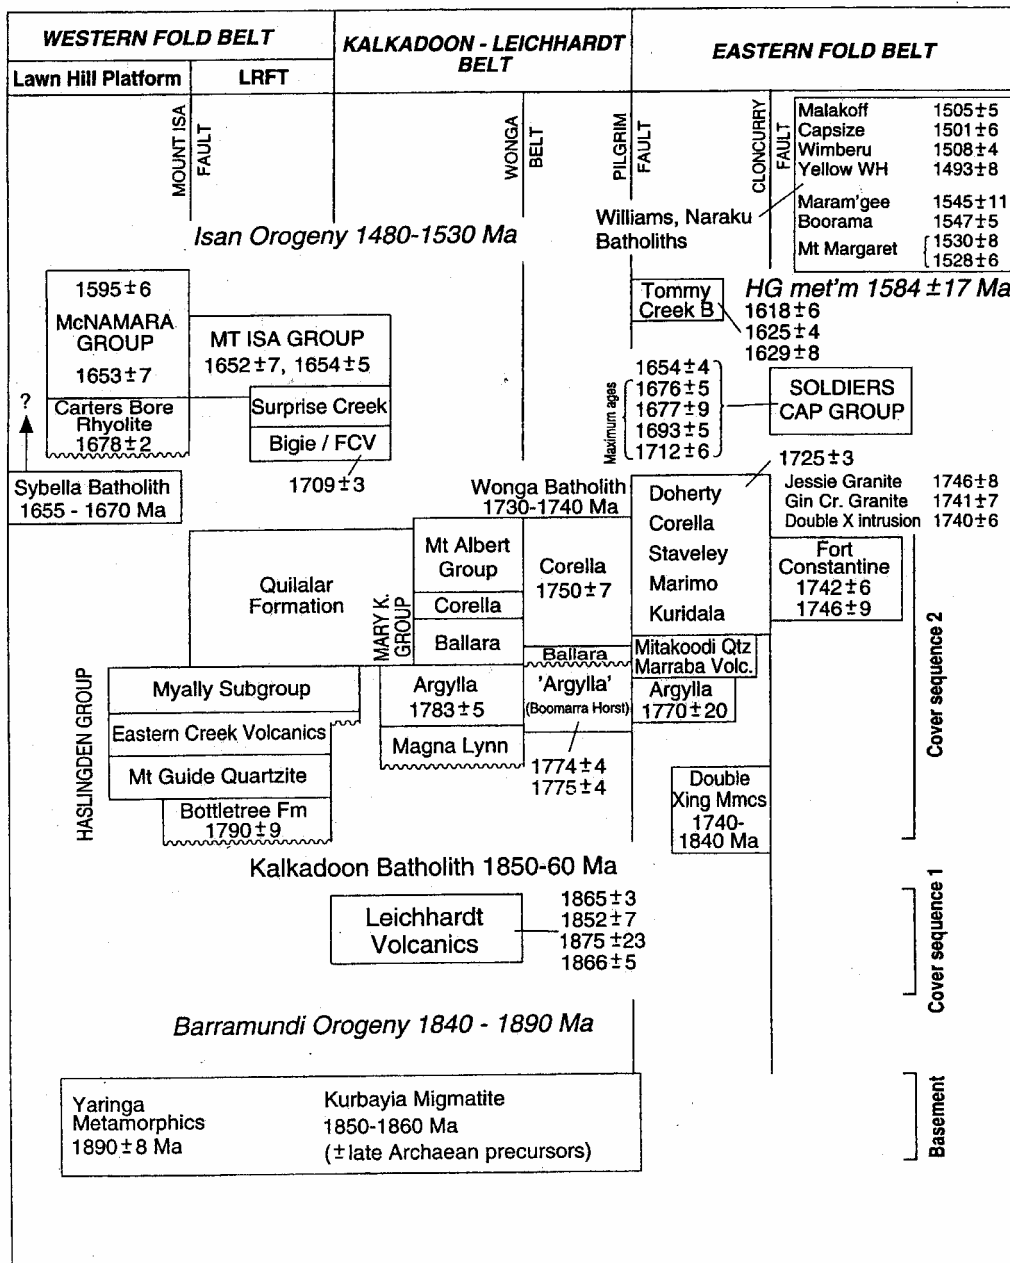 WESTERN FOLD BELT
KALKADOON - LEICHHARDT
BELT
EASTERN FOLD BELT
Lawn Hill Platform
LRFT
MOUNT ISA
FAULT
WONGA
BELT
PILGRIM
FAULT
CLONCURRY
FAULT
Malakoff 1505±5
Capsize 1501±6
Wimberu 1508±4
Yellow WH 1493±8
Maram'gee 1545±11
Boorama 1547±5
Mt Margaret 1530±8
1528±6
Williams, Naraku
Batholiths
Isan Orogeny 1480-1530 Ma
HG met'm 1584±17 Ma
Tommy
Creek B
1618±6
1625±4
1629±8
1595±6
McNAMARA
GROUP
1653±7
MT ISA GROUP
1652±7, 1654±5
Maximum ages
1654±4
1676±5
1677±9
1693±5
1712±6
SOLDIERS
CAP GROUP
?
Carters Bore
Rhyolite
1678±2
Surprise Creek
Bigie / FCV
1709±3
Sybella Batholith
1655 - 1670 Ma
Wonga Batholith
1730-1740 Ma
1725±3
Jessie Granite 1746±8
Gin Cr. Granite 1741±7
Double X intrusion 1740±6
Doherty
Corella
Staveley
Marimo
Kuridala
Fort
Constantine
1742±6
1746±9
Quilalar
Formation
MARY K.
GROUP
Mt Albert
Group
Corella
Ballara
Corella
1750±7
Ballara
Mitakoodi Qtz
Marraba Volc.
Cover sequence 2
HASLINGDEN GROUP
Myally Subgroup
Eastern Creek Volcanics
Mt Guide Quartzite
Bottletree Fm
1790±9
Argylla
1783±5
Magna Lynn
'Argylla'
(Boomarra Horst)
1774±4
1775±4
Argylla
1770±20
Double
Xing Mmcs
1740-
1840 Ma
Kalkadoon Batholith 1850-60 Ma
Leichhardt
Volcanics
1865±3
1852±7
1875±23
1866±5
Cover sequence 1
Barramundi Orogeny 1840 - 1890 Ma
Yaringa
Metamorphics
1890±8 Ma
Kurbayia Migmatite
1850-1860 Ma
(±late Archaean precursors)
Basement